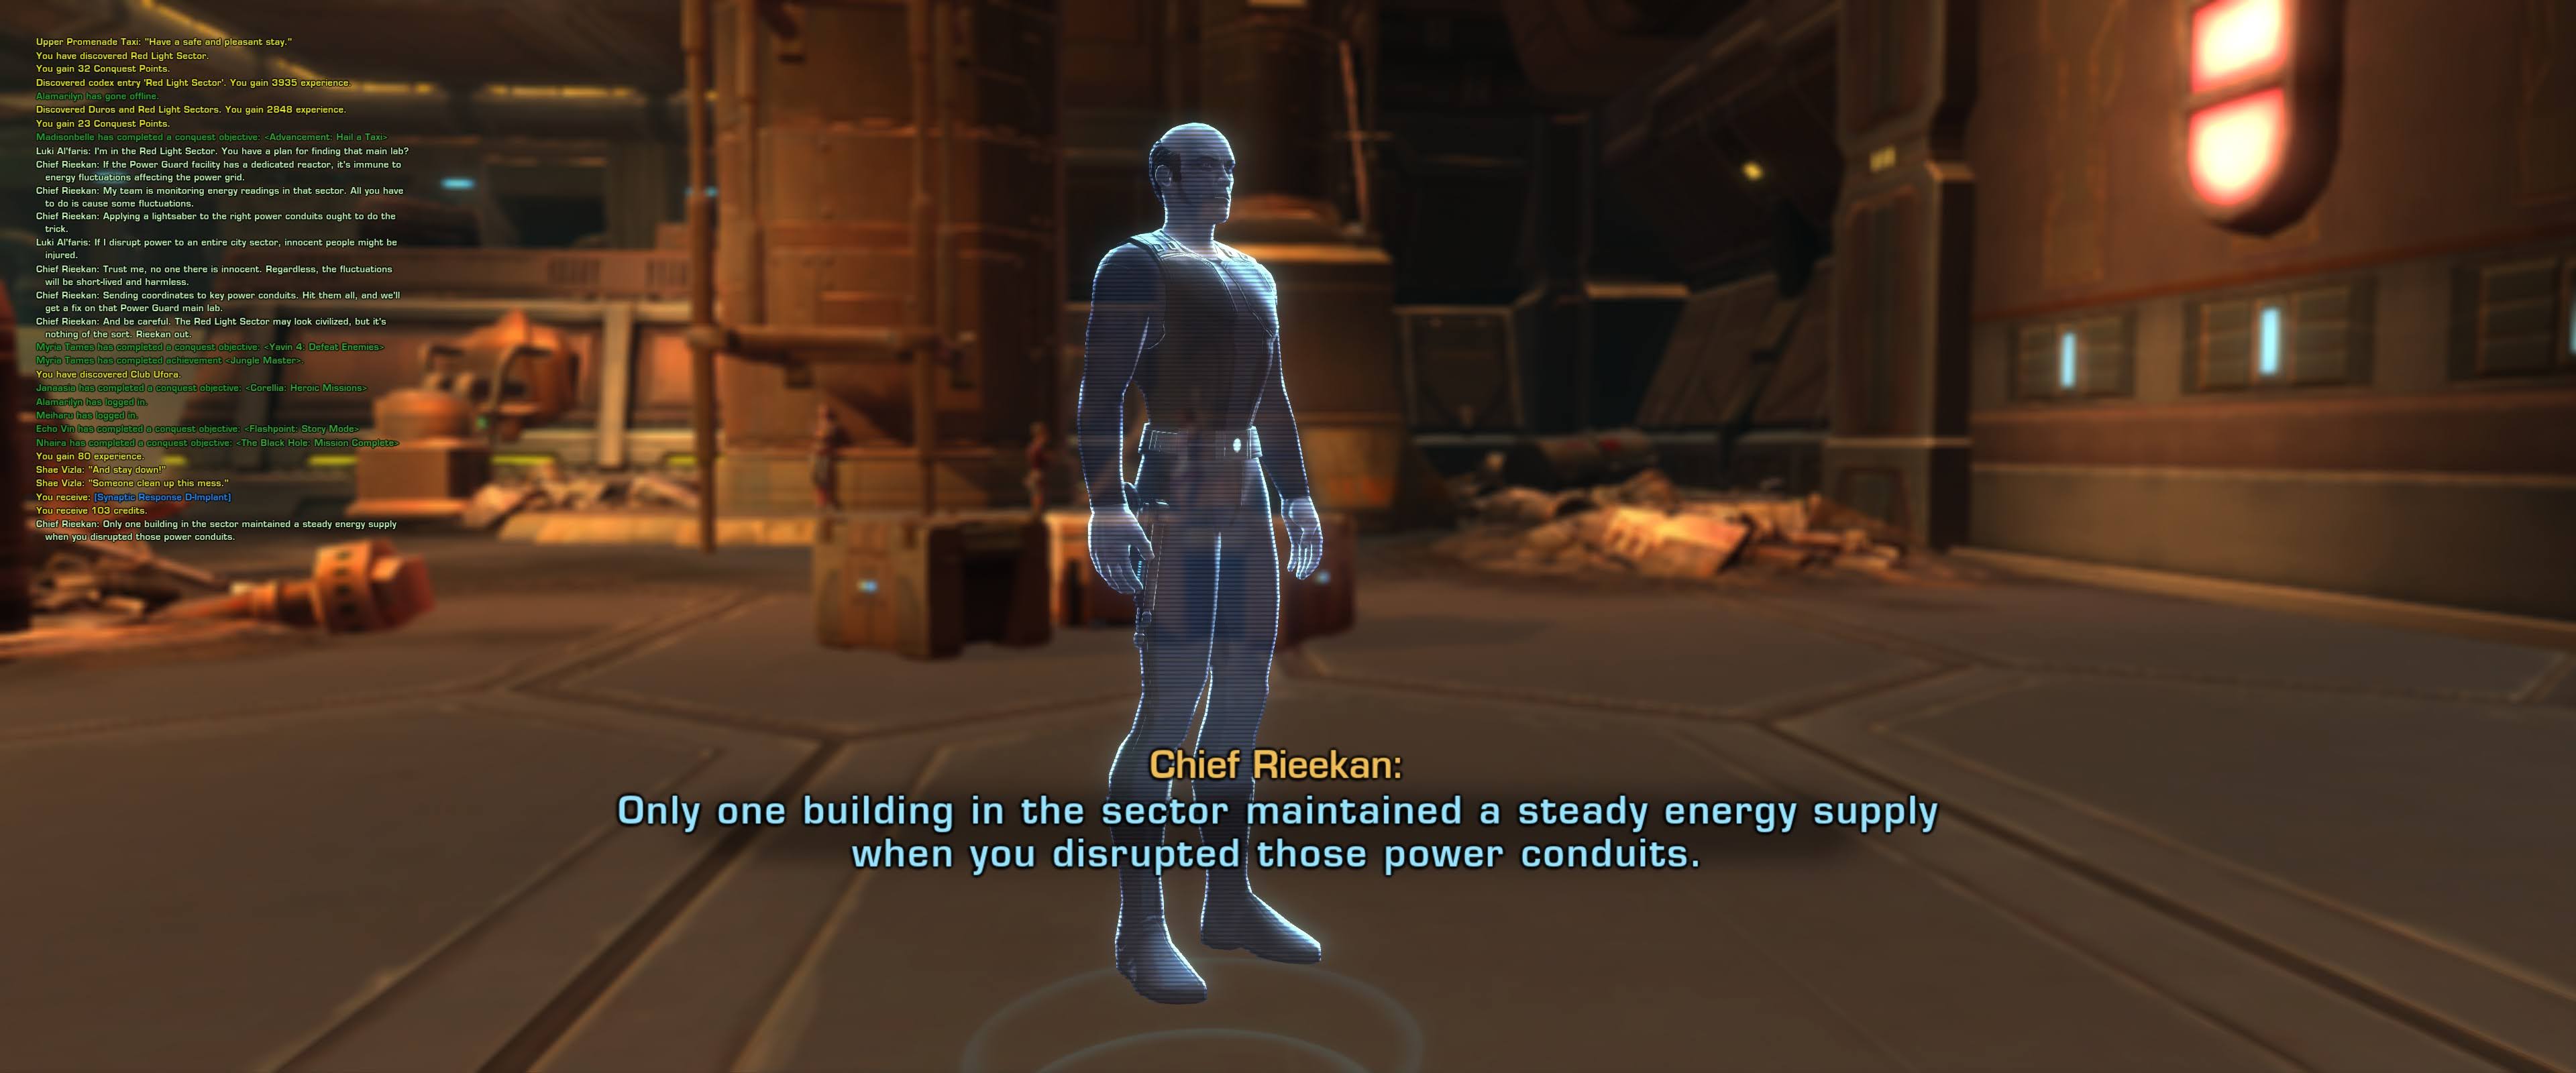 Upper Promenade Taxi: "Have a safe and pleasant stay."
You have discovered Red Light Sector.
You gain 32 Conquest Points.
Discovered codex entry 'Red Light Sector'. You gain 3935 experience.
Alamarilyn has gone offline.
Discovered Duros and Red Light Sectors. You gain 2848 experience.
You gain 23 Conquest Points.
Madisonbelle has completed a conquest objective: <Advancement: Hail a Taxi>
Luki Al'faris: I'm in the Red Light Sector. You have a plan for finding that main lab?
Chief Rieekan: If the Power Guard facility has a dedicated reactor, it's immune to
energy fluctuations affecting the power grid.
Chief Rieekan: My team is monitoring energy readings in that sector. All you have
to do is cause some fluctuations.
Chief Rieekan: Applying a lightsaber to the right power conduits ought to do the
trick.
Luki Al'faris: If I disrupt power to an entire city sector, innocent people might be
injured.
Chief Rieekan: Trust me, no one there is innocent. Regardless, the fluctuations
will be short-lived and harmless.
Chief Rieekan: Sending coordinates to key power conduits. Hit them all, and we'll
get a fix on that Power Guard main lab.
Chief Rieekan: And be careful. The Red Light Sector may look civilized, but it's
nothing of the sort. Rieekan out.
Myria Tames has completed a conquest objective: <Yavin 4: Defeat Enemies>
Myria Tames has completed achievement <Jungle Master>.
You have discovered Club Ufora.
Janaasia has completed a conquest objective: <Corellia: Heroic Missions>
Alamarilyn has logged in.
Meiharu has logged in.
Echo Vin has completed a conquest objective: <Flashpoint: Story Mode>
Nhaira has completed a conquest objective: <The Black Hole: Mission Complete>
You gain 80 experience.
Shae Vizla: "And stay down!"
Shae Vizla: "Someone clean up this mess."
You receive: [Synaptic Response D-Implant]
You receive 103 credits.
Chief Rieekan: Only one building in the sector maintained a steady energy supply
when you disrupted those power conduits.
Chief Rieekan:
Only one building in the sector maintained a steady energy supply
when you disrupted those power conduits.